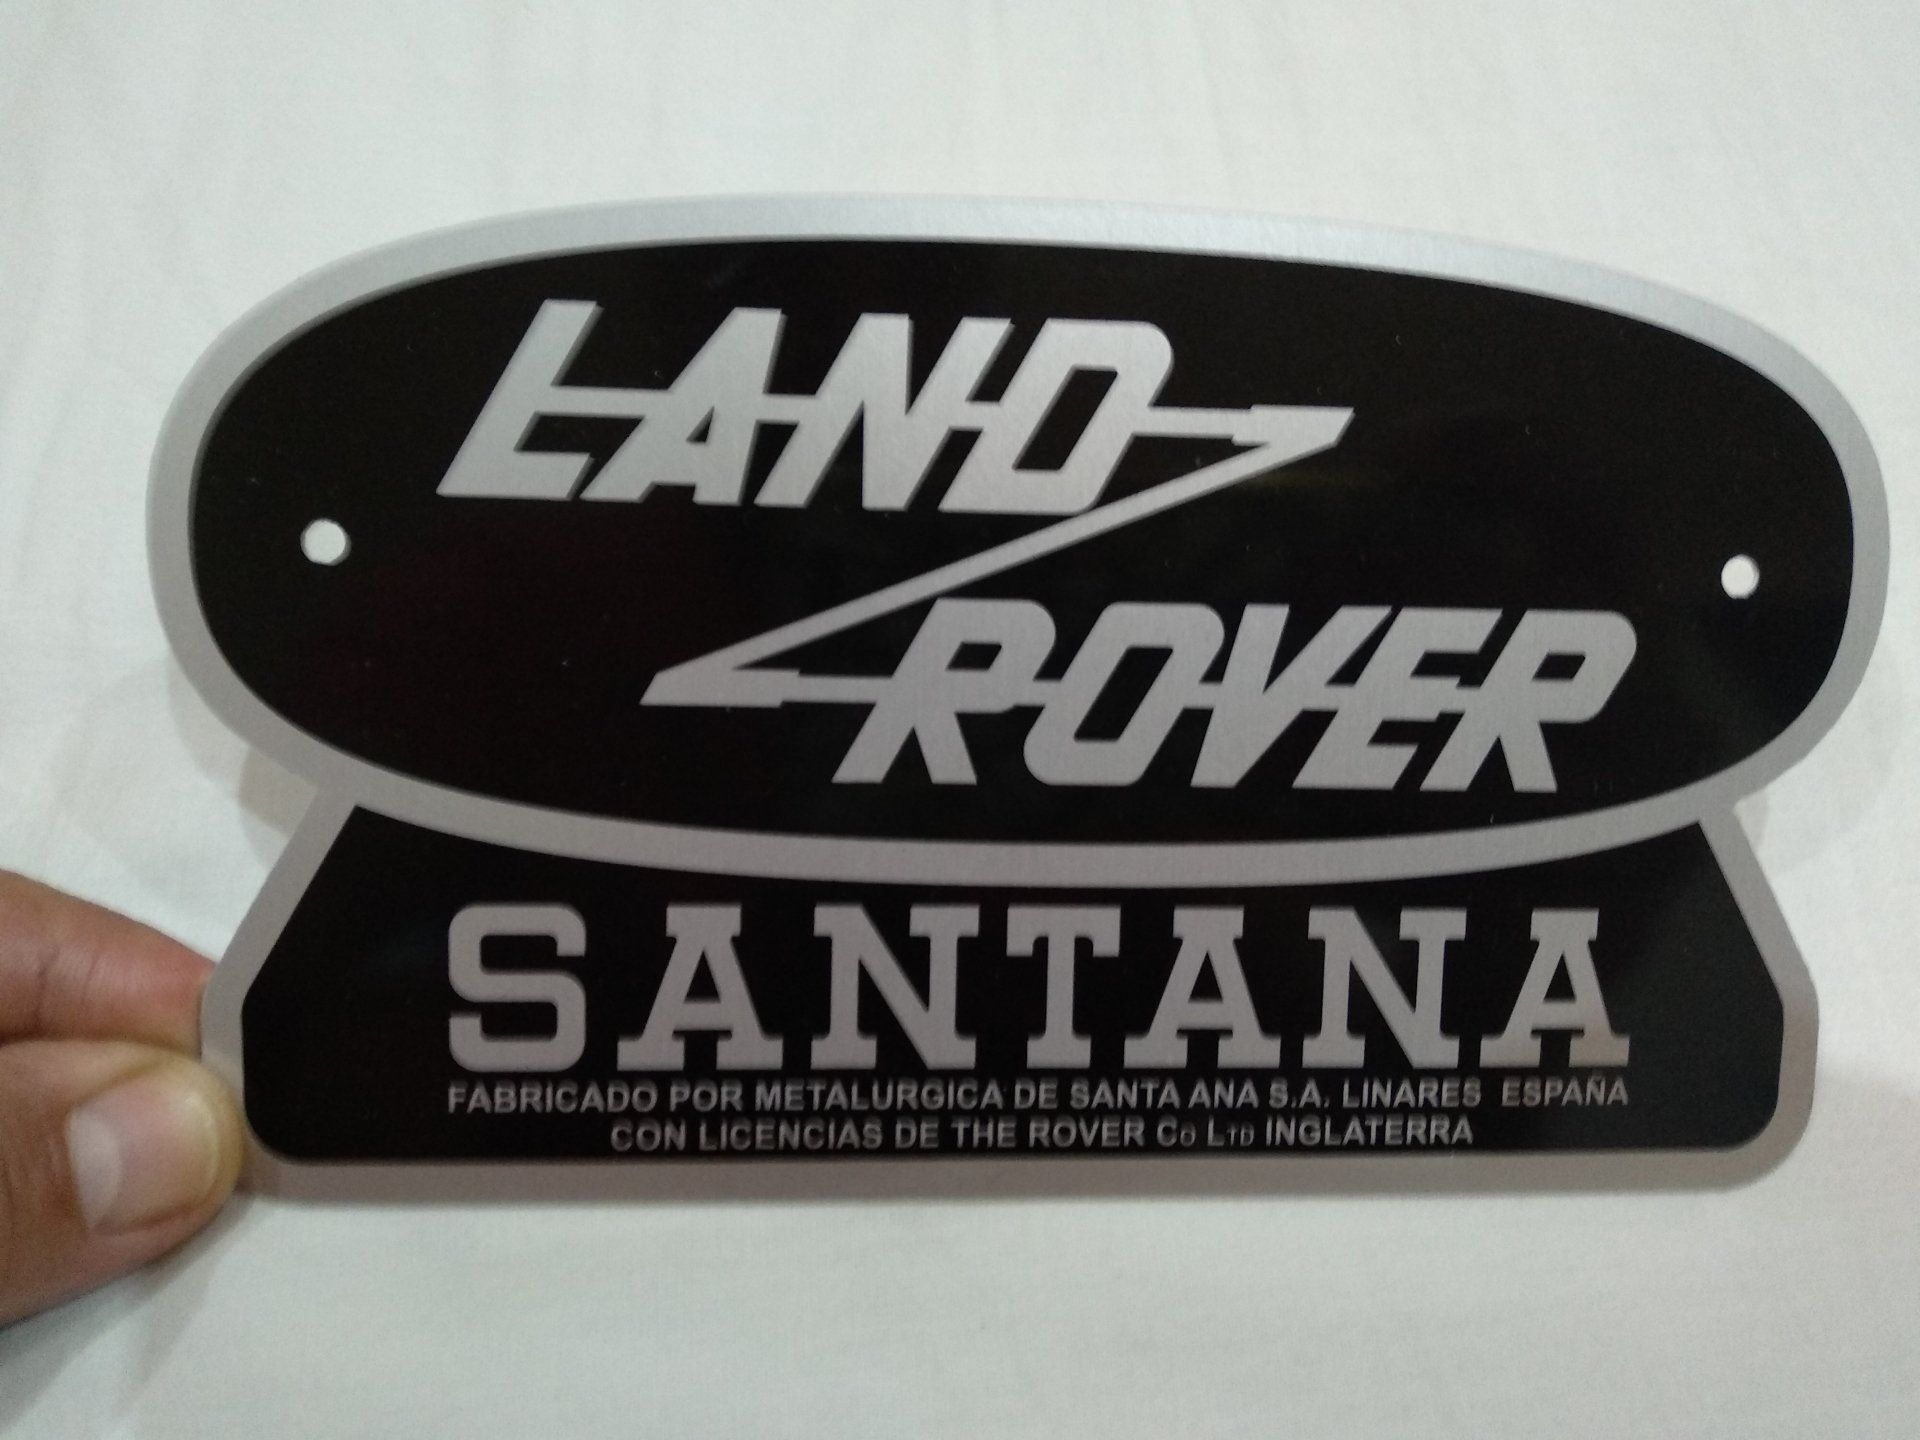 LAND
ROVER
SANTANA
FABRICADO POR METALURGICA DE SANTA ANA S.A. LINARES ESPAÑA
CON LICENCIAS DE THE ROVER CO LTD INGLATERRA